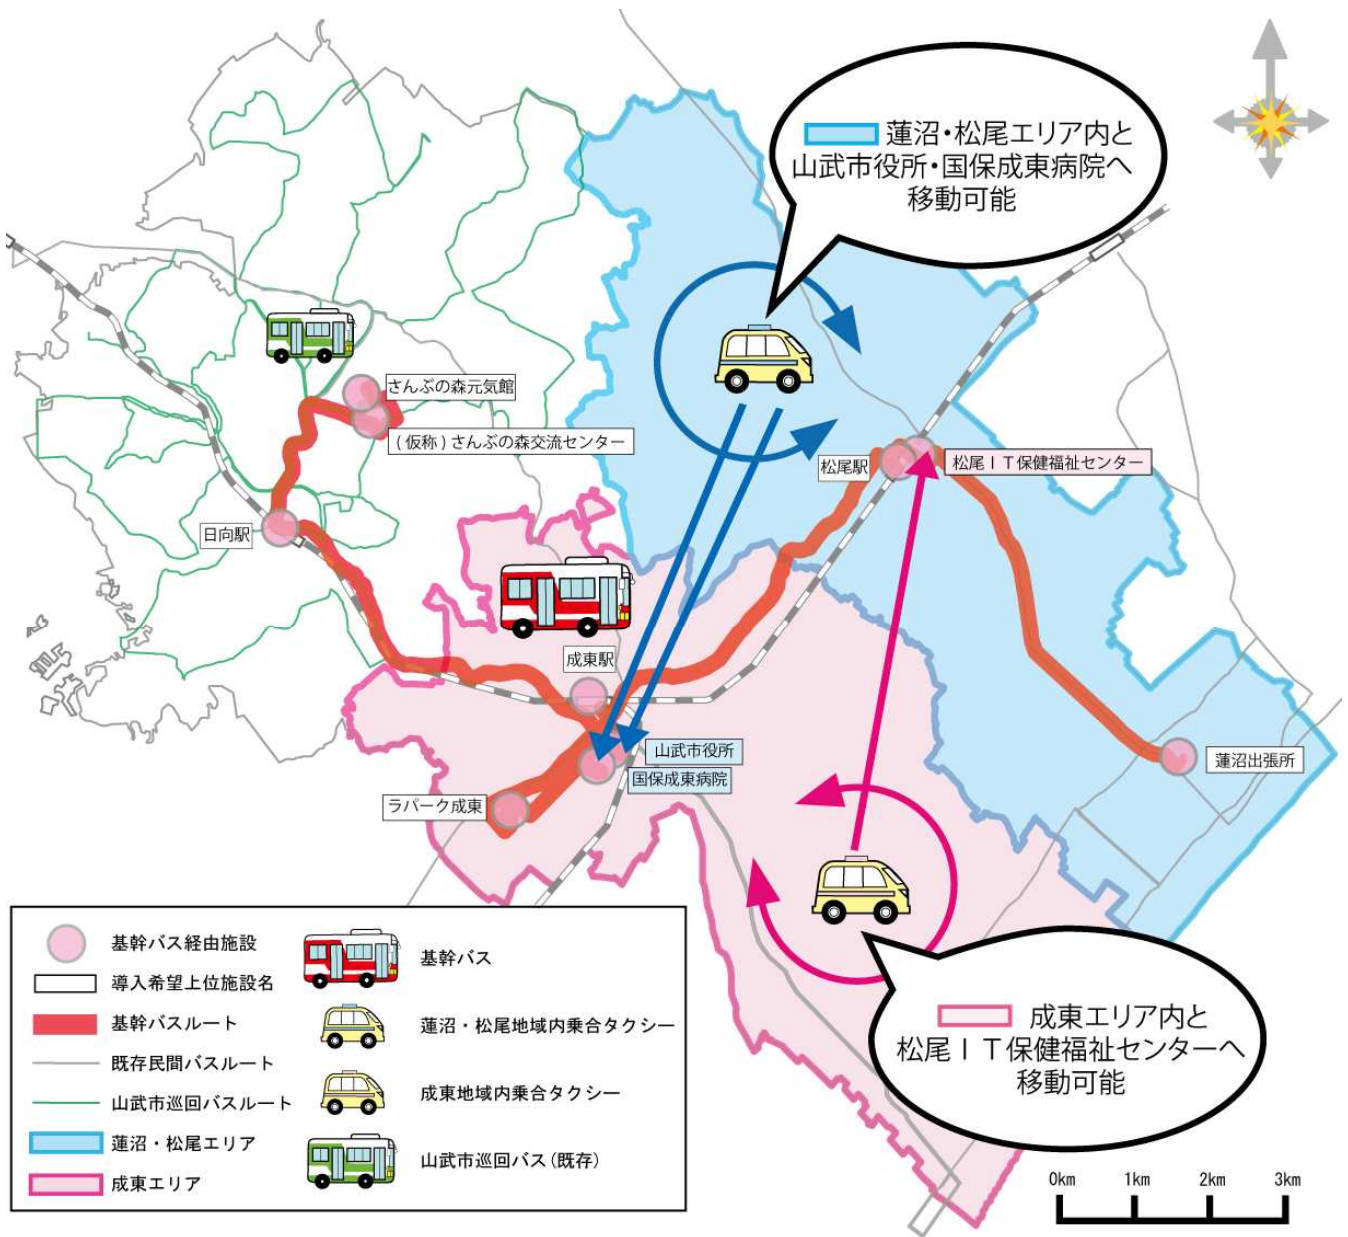 蓮沼・松尾エリア内と
山武市役所・国保成東病院へ
移動可能
さんぶの森元気館
(仮称)さんぶの森交流センター
松尾駅
松尾ＩＴ保健福祉センター
日向駅
成東駅
山武市役所
国保成東病院
蓮沼出張所
ラパーク成東
成東エリア内と
松尾ＩＴ保健福祉センターへ
移動可能
基幹バス経由施設
導入希望上位施設名
基幹バスルート
既存民間バスルート
山武市巡回バスルート
蓮沼・松尾エリア
成東エリア
基幹バス
蓮沼・松尾地域内乗合タクシー
成東地域内乗合タクシー
山武市巡回バス(既存)
0km 1km 2km 3km